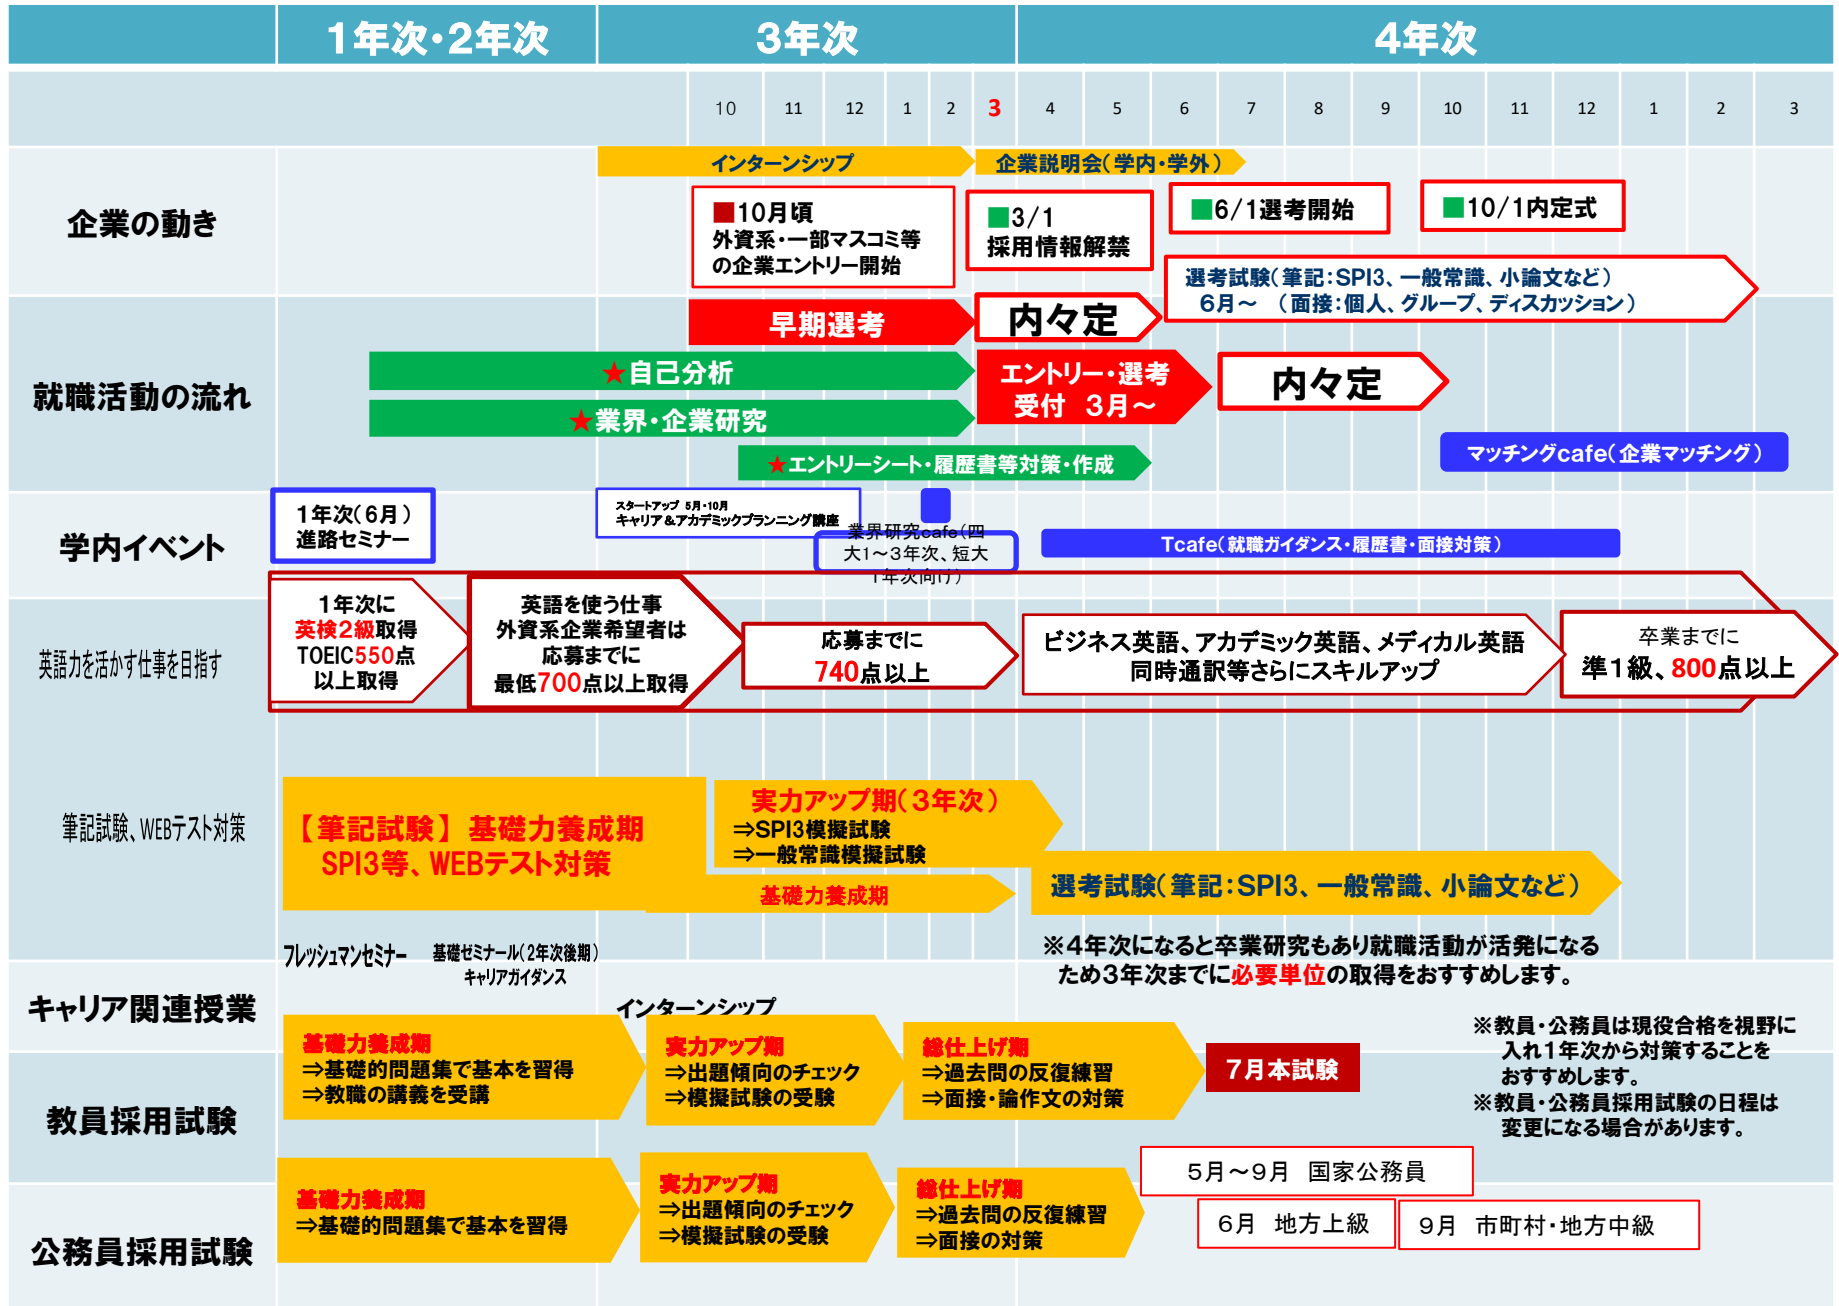 1年次・2年次
3年次
4年次
10 11 12 1 2 3 4 5 6 7 8 9 10 11 12 1 2 3
企業の動き
インターンシップ
企業説明会(学内・学外)
■10月頃
外資系・一部マスコミ等
の企業エントリー開始
■3/1
採用情報解禁
■6/1選考開始
■10/1内定式
選考試験(筆記:SPI3、一般常識、小論文など)
6月～ (面接:個人、グループ、ディスカッション)
就職活動の流れ
早期選考
内々定
★自己分析
エントリー・選考
受付 3月～
内々定
★業界・企業研究
★エントリーシート・履歴書等対策・作成
マッチングcafe(企業マッチング)
学内イベント
1年次(6月)
進路セミナー
スタートアップ 5月・10月
キャリア&アカデミックプランニング講座
業界研究cafe(四
大1～3年次、短大
1年次向け)
Tcafe(就職ガイダンス・履歴書・面接対策)
英語力を活かす仕事を目指す
1年次に
英検2級取得
TOEIC550点
以上取得
英語を使う仕事
外資系企業希望者は
応募までに
最低700点以上取得
応募までに
740点以上
ビジネス英語、アカデミック英語、メディカル英語
同時通訳等さらにスキルアップ
卒業までに
準1級、800点以上
筆記試験、WEBテスト対策
【筆記試験】基礎力養成期
SPI3等、WEBテスト対策
実力アップ期(3年次)
⇒SPI3模擬試験
⇒一般常識模擬試験
基礎力養成期
選考試験(筆記:SPI3、一般常識、小論文など)
※4年次になると卒業研究もあり就職活動が活発になる
ため3年次までに必要単位の取得をおすすめします。
キャリア関連授業
フレッシュマンセミナー
基礎ゼミナール(2年次後期)
キャリアガイダンス
インターンシップ
教員採用試験
基礎力養成期
⇒基礎的問題集で基本を習得
⇒教職の講義を受講
実力アップ期
⇒出題傾向のチェック
⇒模擬試験の受験
総仕上げ期
⇒過去問の反復練習
⇒面接・論作文の対策
7月本試験
※教員・公務員は現役合格を視野に
入れ1年次から対策することを
おすすめします。
※教員・公務員採用試験の日程は
変更になる場合があります。
公務員採用試験
基礎力養成期
⇒基礎的問題集で基本を習得
実力アップ期
⇒出題傾向のチェック
⇒模擬試験の受験
総仕上げ期
⇒過去問の反復練習
⇒面接の対策
5月～9月 国家公務員
6月 地方上級
9月 市町村・地方中級